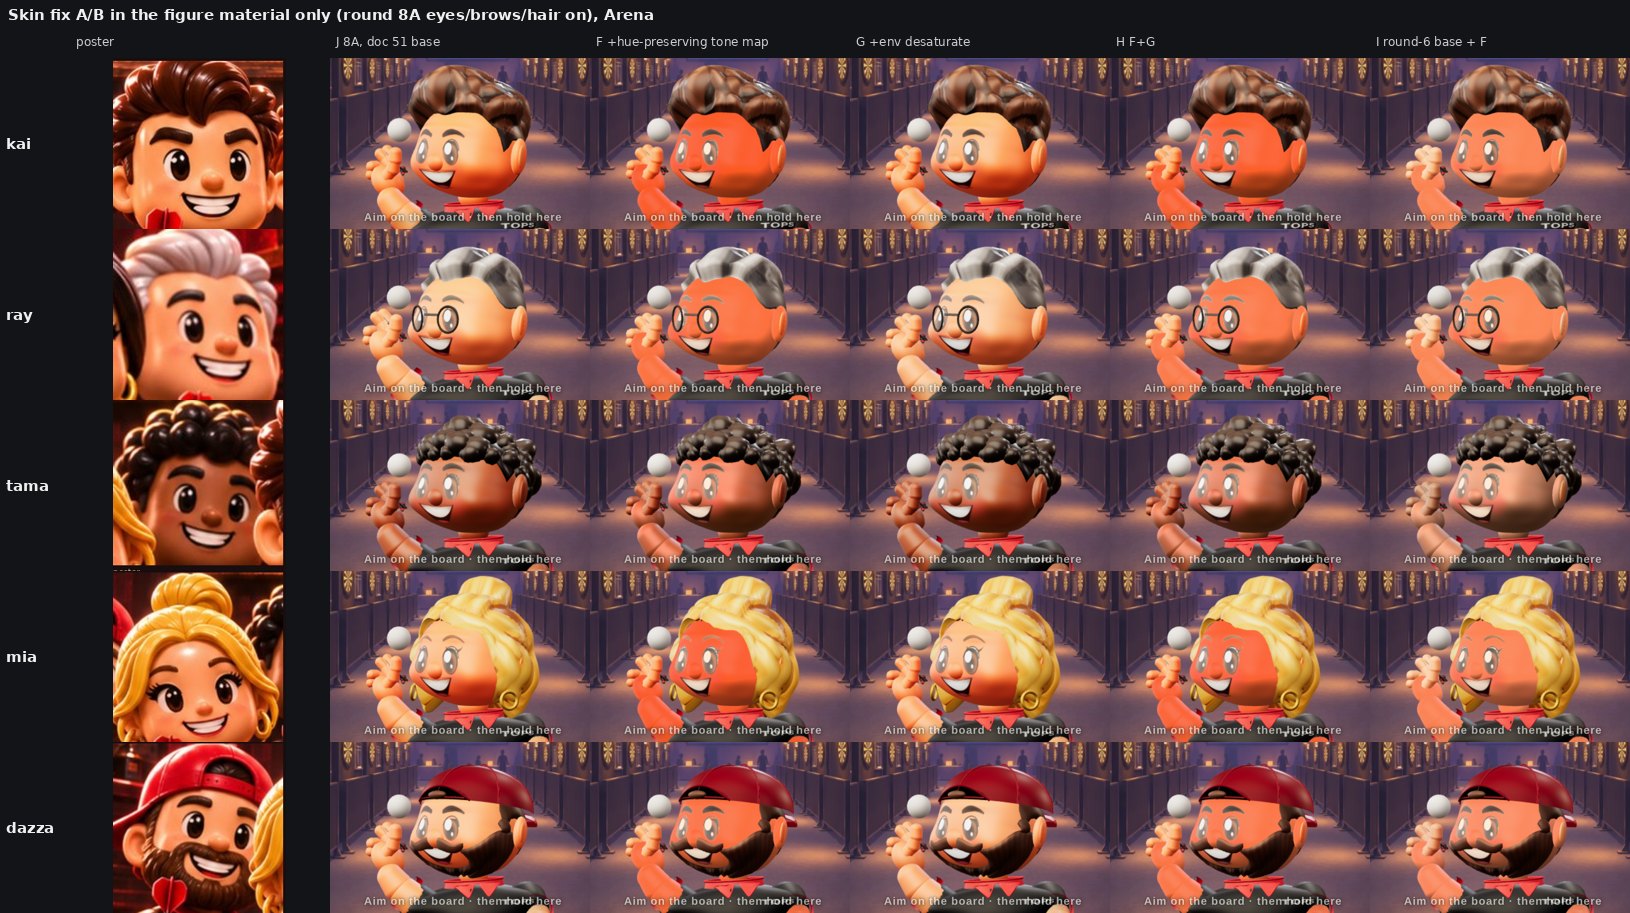 Skin fix A/B in the figure material only (round 8A eyes/brows/hair on), Arena
poster J 8A, doc 51 base F +hue-preserving tone map G +env desaturate H F+G I round-6 base + F
kai
Aim on the board · then hold here Aim on the board · then hold here Aim on the board · then hold here Aim on the board · then hold here Aim on the board · then hold here
TOPS TOPS TOPS TOPS TOPS
ray
Aim on the board · then hold here Aim on the board · then hold here Aim on the board · then hold here Aim on the board · then hold here Aim on the board · then hold here
TOPS TOPS TOPS TOPS TOPS
tama
Aim on the board · then hold here Aim on the board · then hold here Aim on the board · then hold here Aim on the board · then hold here Aim on the board · then hold here
mia
Aim on the board · then hold here Aim on the board · then hold here Aim on the board · then hold here Aim on the board · then hold here Aim on the board · then hold here
TOPS TOPS TOPS TOPS TOPS
dazza
Aim on the board · then hold here Aim on the board · then hold here Aim on the board · then hold here Aim on the board · then hold here Aim on the board · then hold here